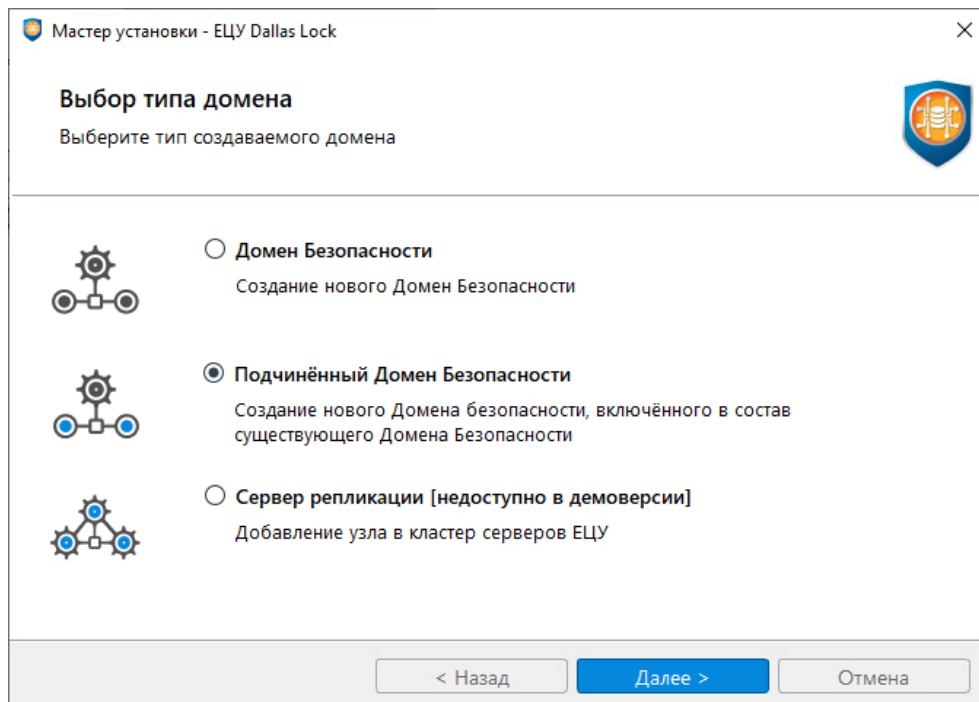 Мастер установки - ЕЦУ Dallas Lock
Выбор типа домена
Выберите тип создаваемого домена
Домен Безопасности
Создание нового Домен Безопасности
Подчинённый Домен Безопасности
Создание нового Домена безопасности, включённого в состав
существующего Домена Безопасности
Сервер репликации [недоступно в демоверсии]
Добавление узла в кластер серверов ЕЦУ
< Назад
Далее >
Отмена